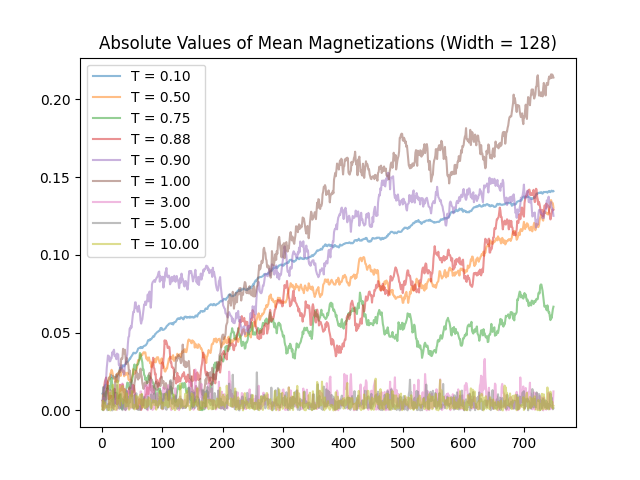 Absolute Values of Mean Magnetizations (Width = 128)
T = 0.10
T = 0.50
T = 0.75
T = 0.88
T = 0.90
T = 1.00
T = 3.00
T = 5.00
T = 10.00
0.20
0.15
0.10
0.05
0.00
0 100 200 300 400 500 600 700